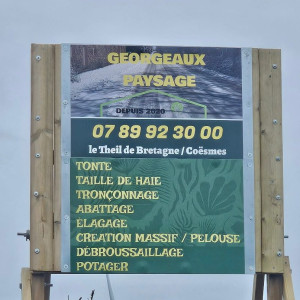 GEORGEAUX
PAYSAGE
DEPUIS 2020
07 89 92 30 00
le Theil de Bretagne / Coësmes
TONTE
TAILLE DE HAIE
TRONÇONNAGE
ABATTAGE
ÉLAGAGE
CREATION MASSIF / PELOUSE
DÉBROUSSAILLAGE
POTAGER